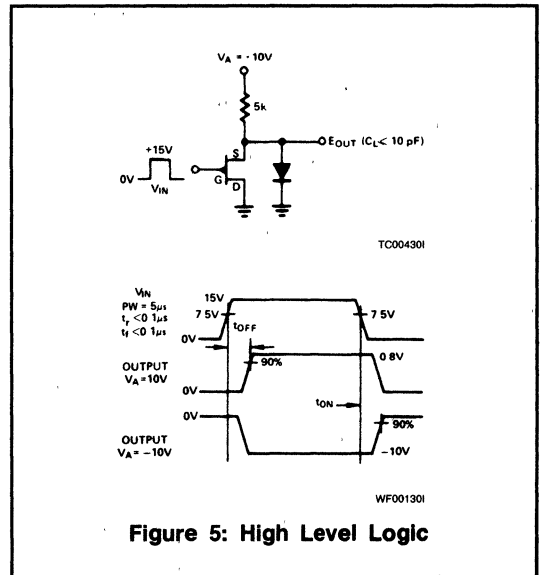 VA = -10V
5k
EOUT (CL< 10 pF)
+15V
0V
VIN
S
G
D
TC00430I
VIN
PW = 5μs
tr <0 1μs
tf <0 1μs
15V
7 5V
7 5V
0V
tOFF
OUTPUT
VA=10V
90%
0 8V
0V
tON
0V
OUTPUT
VA= -10V
90%
-10V
WF00130I
Figure 5: High Level Logic